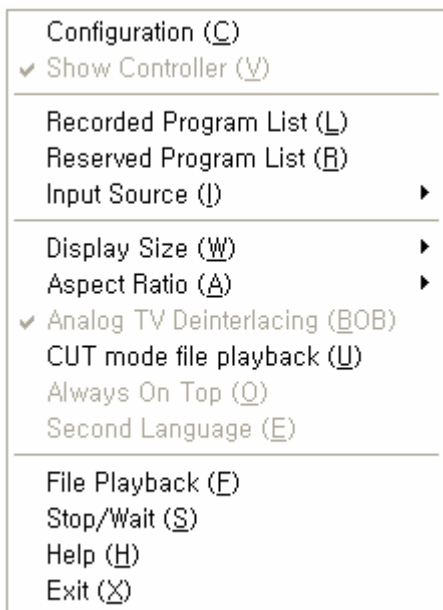 Configuration (C)
Show Controller (V)
Recorded Program List (L)
Reserved Program List (R)
Input Source (I)
Display Size (W)
Aspect Ratio (A)
Analog TV Deinterlacing (BOB)
CUT mode file playback (U)
Always On Top (O)
Second Language (E)
File Playback (F)
Stop/Wait (S)
Help (H)
Exit (X)